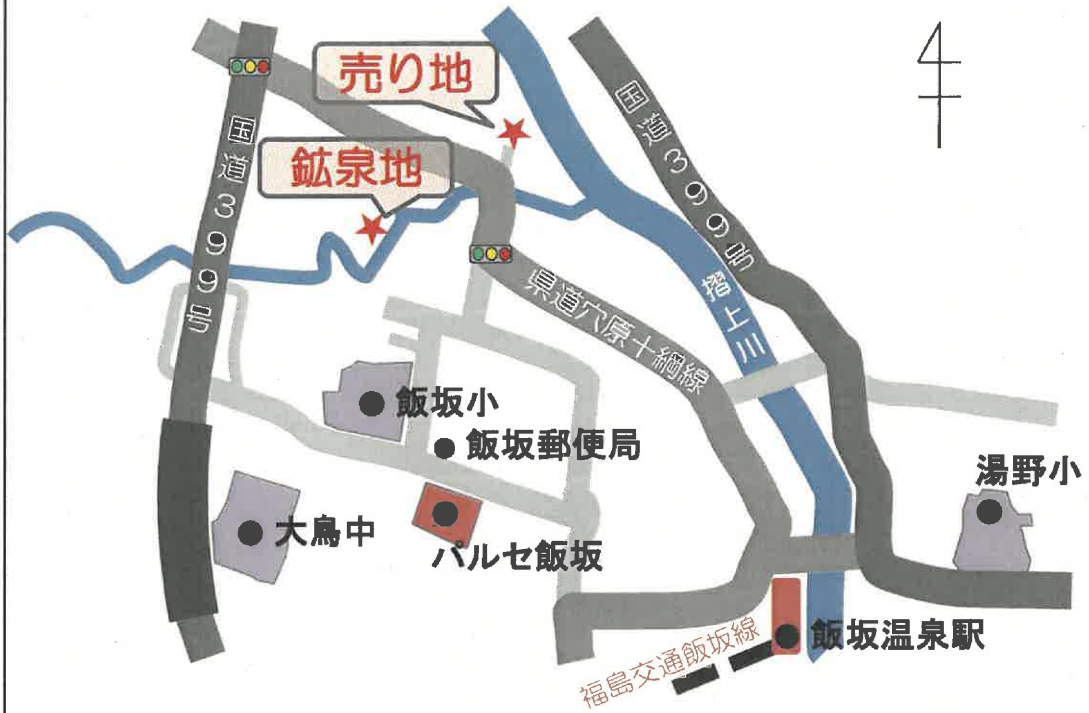 売り地
鉱泉地
国道399号
国道399号
摺上川
県道穴原十綱線
飯坂小
飯坂郵便局
湯野小
大鳥中
パルセ飯坂
飯坂温泉駅
福島交通飯坂線